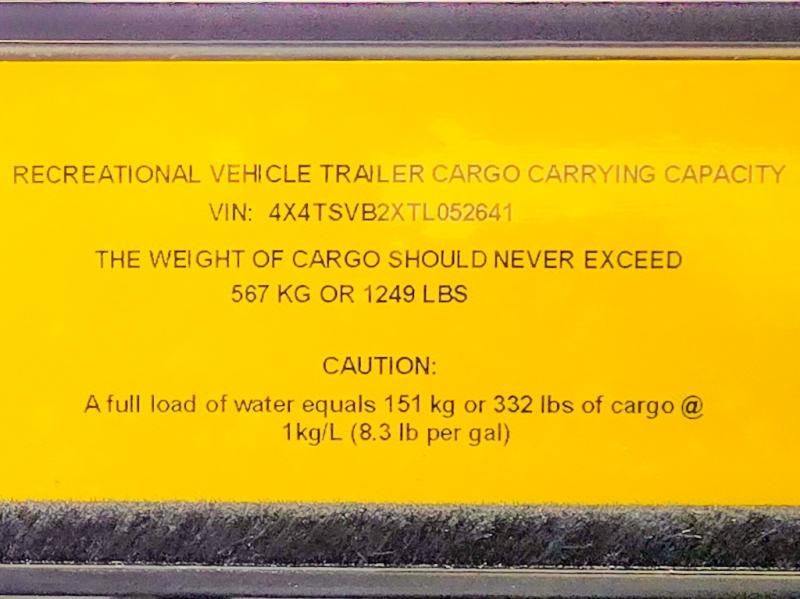 RECREATIONAL VEHICLE TRAILER CARGO CARRYING CAPACITY
VIN: 4X4TSVB2XTL052641
THE WEIGHT OF CARGO SHOULD NEVER EXCEED
567 KG OR 1249 LBS
CAUTION:
A full load of water equals 151 kg or 332 lbs of cargo @
1kg/L (8.3 lb per gal)